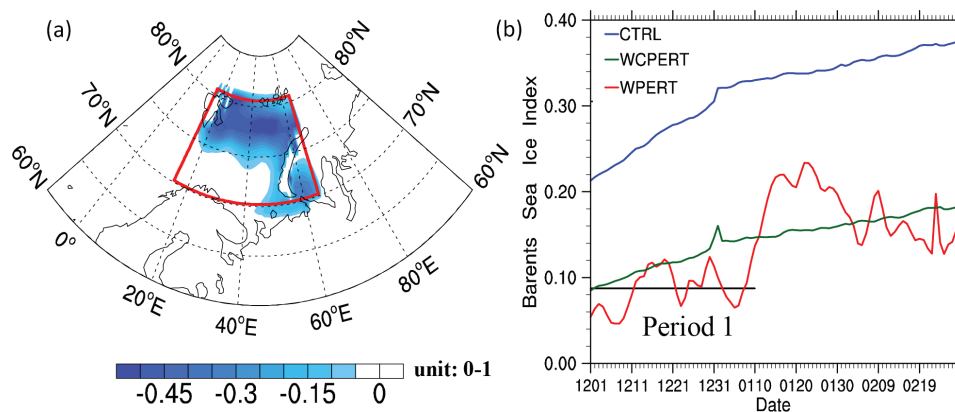 (a)
80°N
80°N
70°N
70°N
60°N
60°N
0°
20°E
40°E
60°E
80°E
-0.45 -0.3 -0.15 0
unit: 0-1
(b)
0.40
0.30
0.20
0.10
0.00
Barents Sea Ice Index
CTRL
WCPERT
WPERT
Period 1
1201 1211 1221 1231 0110 0120 0130 0209 0219
Date